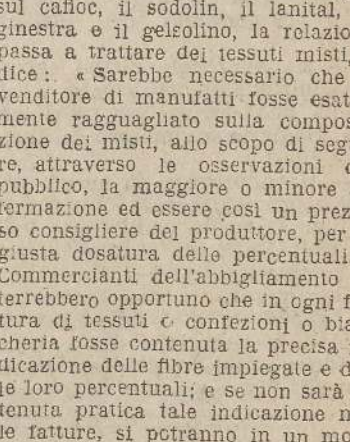 sul cafioc, il sodolin, il lanital,
ginestra e il gelsolino, la relazio
passa a trattare dei tessuti misti,
dice: « Sarebbe necessario che
venditore di manufatti fosse esat
mente ragguagliato sulla compos
zione dei misti, allo scopo di seg
re, attraverso le osservazioni
pubblico, la maggiore o minore
fermazione ed essere così un prez
so consigliere del produttore, per
giusta dosatura delle percentuali
Commercianti dell'abbigliamento
terrebbero opportuno che in ogni f
tura di tessuti o confezioni o bia
cheria fosse contenuta la precisa
dicazione delle fibre impiegate e d
le loro percentuali; e se non sarà
tenuta pratica tale indicazione n
le fatture, si potranno in un mo